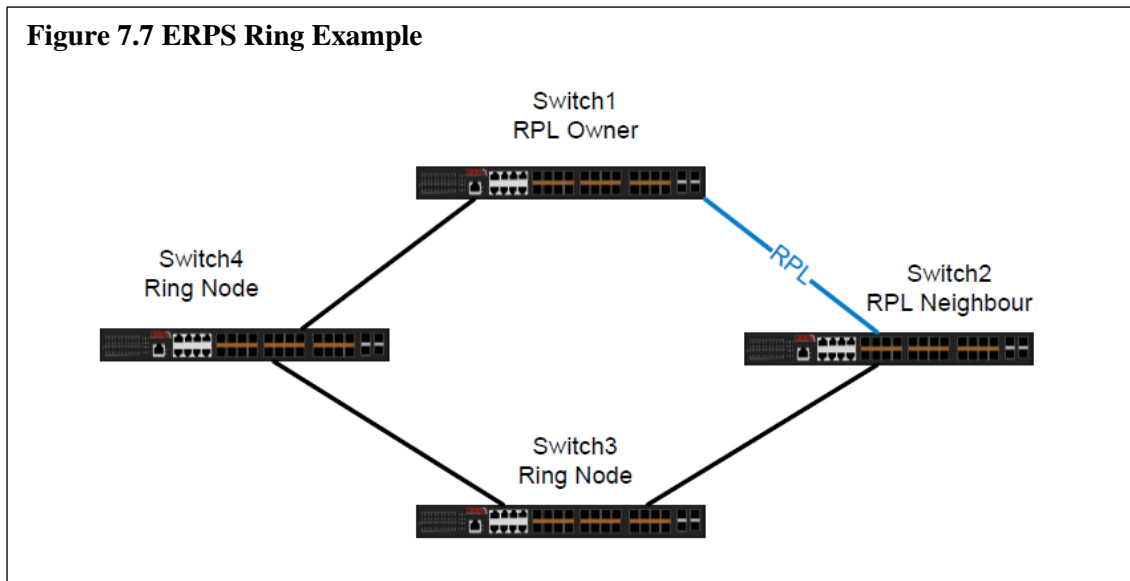 Figure 7.7 ERPS Ring Example
Switch1
RPL Owner
RPL
Switch4
Ring Node
Switch2
RPL Neighbour
Switch3
Ring Node